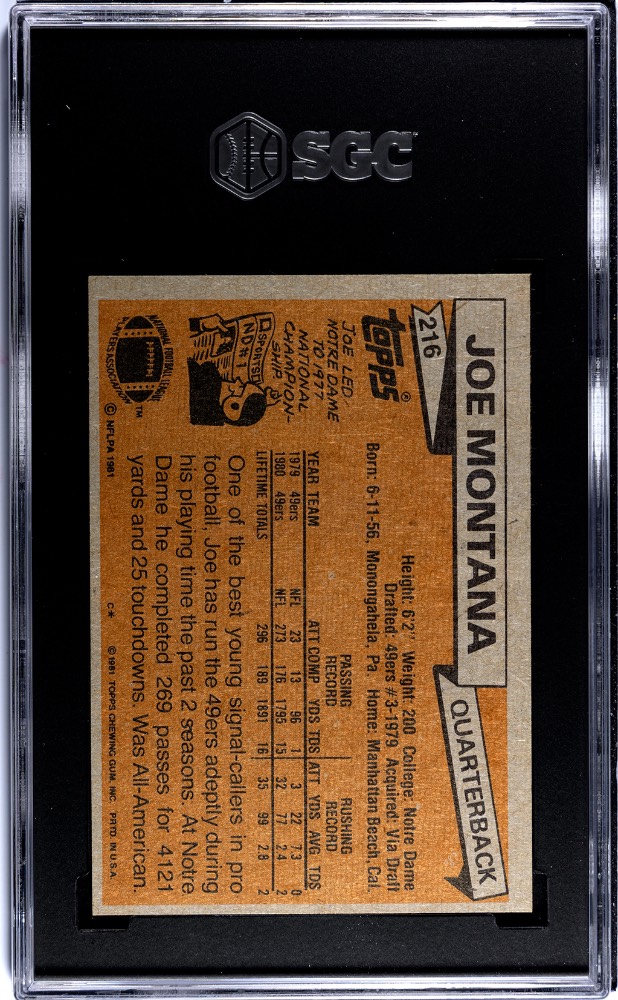 SGC
216
JOE MONTANA
QUARTERBACK
topps®
Height: 6'2" Weight: 200 College: Notre Dame
Drafted: 49ers #3-1979 Acquired: Via Draft
Born: 6-11-56, Monongahela, Pa. Home: Manhattan Beach, Cal.
JOE LED
NOTRE DAME
TO 1977
NATIONAL
CHAMPION-
SHIP
SPORTS
ND #1
PASSING RECORD RUSHING RECORD
YEAR TEAM ATT COMP YDS TDS ATT YDS AVG TDS
1979 49ers NFL 23 13 96 1 3 22 7.3 0
1980 49ers NFL 273 176 1795 15 32 77 2.4 2
LIFETIME TOTALS 296 189 1891 16 35 99 2.8 2
One of the best young signal-callers in pro
football, Joe has run the 49ers adeptly during
his playing time the past 2 seasons. At Notre
Dame he completed 269 passes for 4121
yards and 25 touchdowns. Was All-American.
NATIONAL FOOTBALL LEAGUE
PLAYERS ASSOCIATION
TM
© NFLPA 1981
C* © 1981 TOPPS CHEWING GUM, INC. PRTD. IN U.S.A.